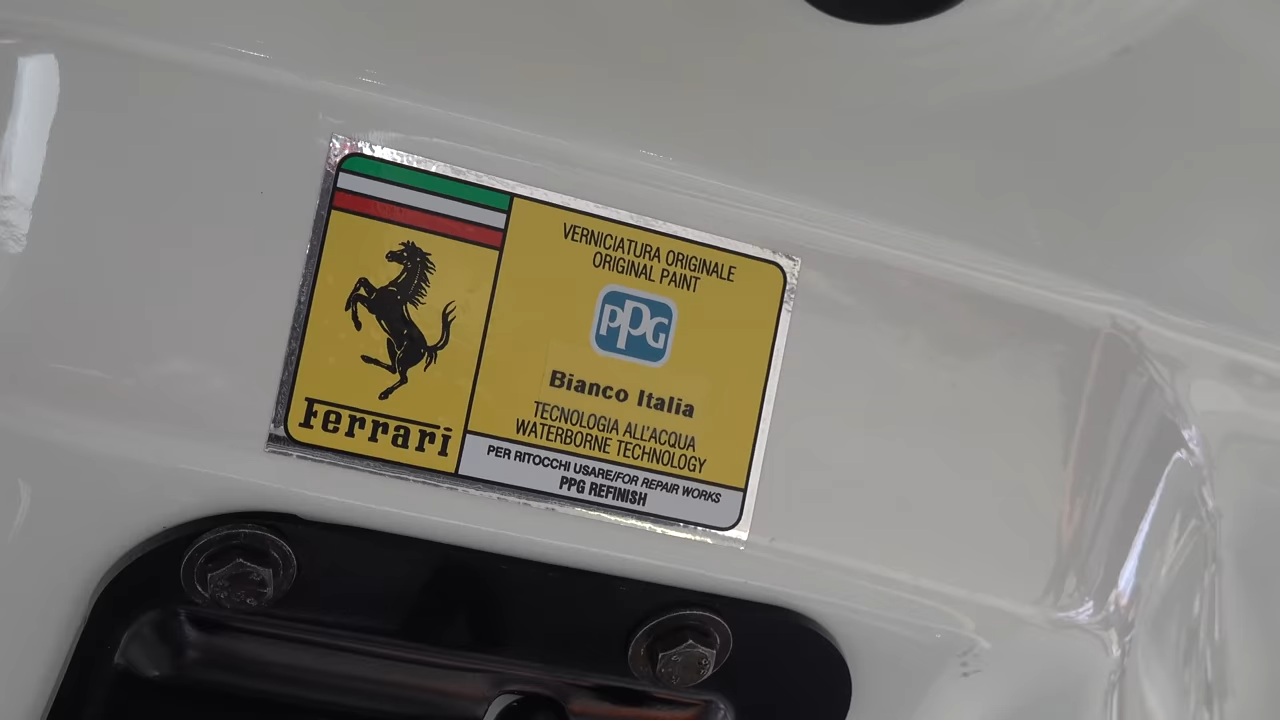 Ferrari
VERNICIATURA ORIGINALE
ORIGINAL PAINT
PPG
Bianco Italia
TECNOLOGIA ALL'ACQUA
WATERBORNE TECHNOLOGY
PER RITOCCHI USARE/FOR REPAIR WORKS
PPG REFINISH